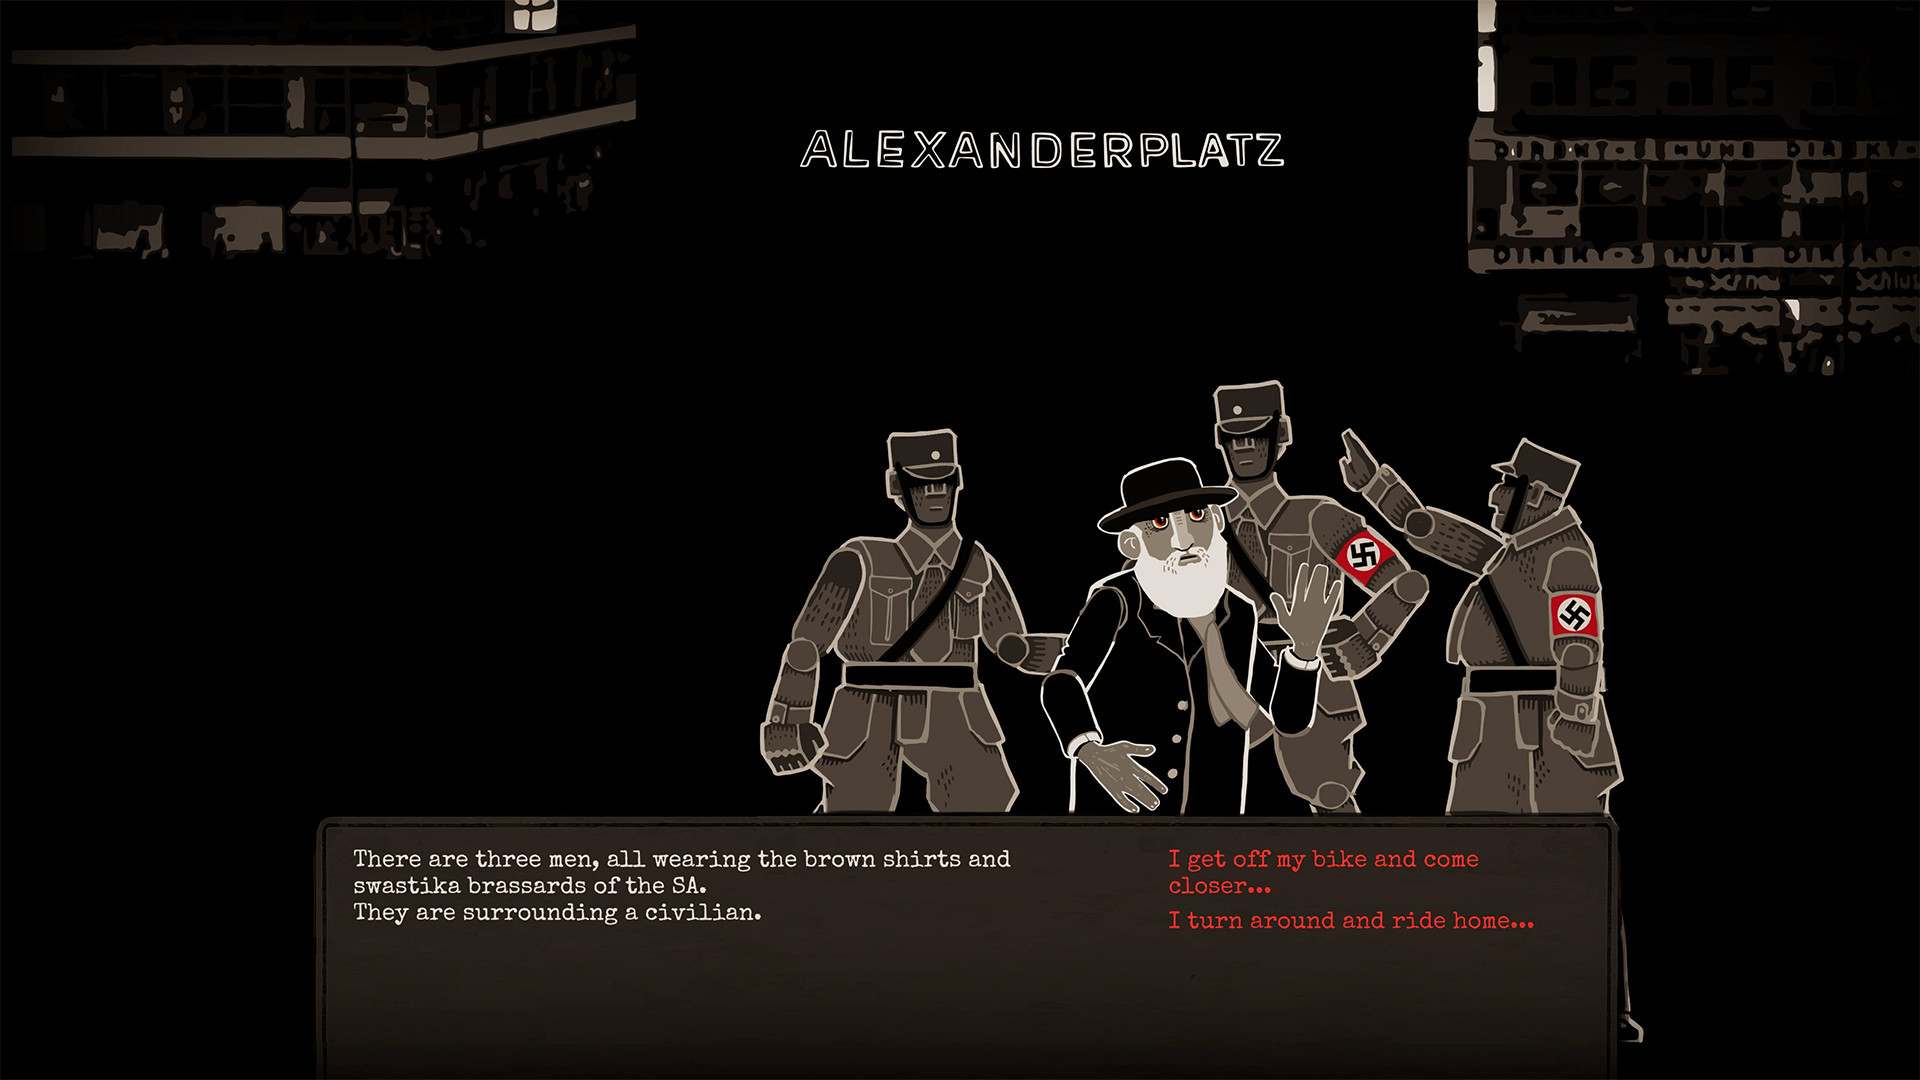 ALEXANDERPLATZ
There are three men, all wearing the brown shirts and
swastika brassards of the SA.
They are surrounding a civilian.
I get off my bike and come
closer...
I turn around and ride home...